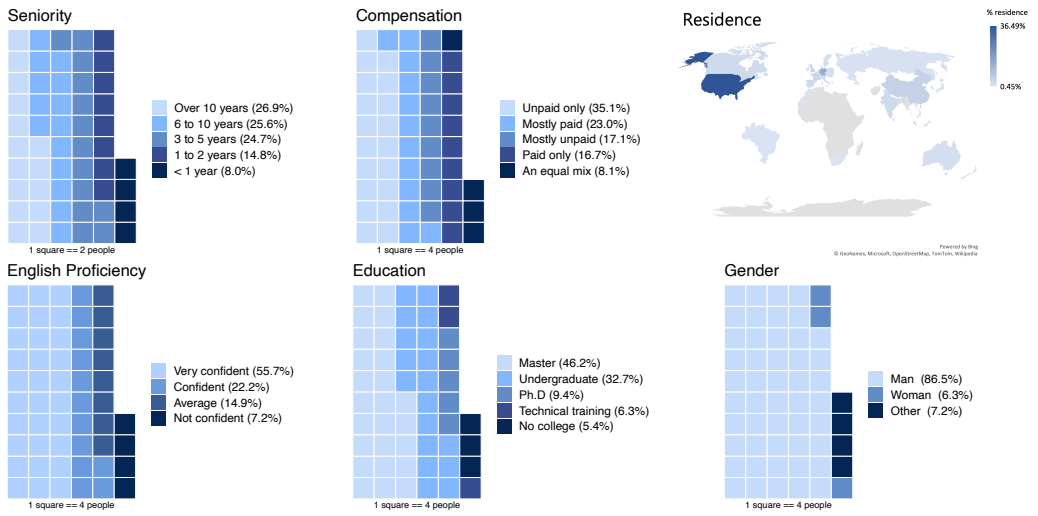 Seniority
Over 10 years (26.9%)
6 to 10 years (25.6%)
3 to 5 years (24.7%)
1 to 2 years (14.8%)
< 1 year (8.0%)
1 square == 2 people
Compensation
Unpaid only (35.1%)
Mostly paid (23.0%)
Mostly unpaid (17.1%)
Paid only (16.7%)
An equal mix (8.1%)
1 square == 4 people
Residence
% residence
36.49%
0.45%
Powered by Bing
© GeoNames, Microsoft, OpenStreetMap, TomTom, Wikipedia
English Proficiency
Very confident (55.7%)
Confident (22.2%)
Average (14.9%)
Not confident (7.2%)
1 square == 4 people
Education
Master (46.2%)
Undergraduate (32.7%)
Ph.D (9.4%)
Technical training (6.3%)
No college (5.4%)
1 square == 4 people
Gender
Man (86.5%)
Woman (6.3%)
Other (7.2%)
1 square == 4 people